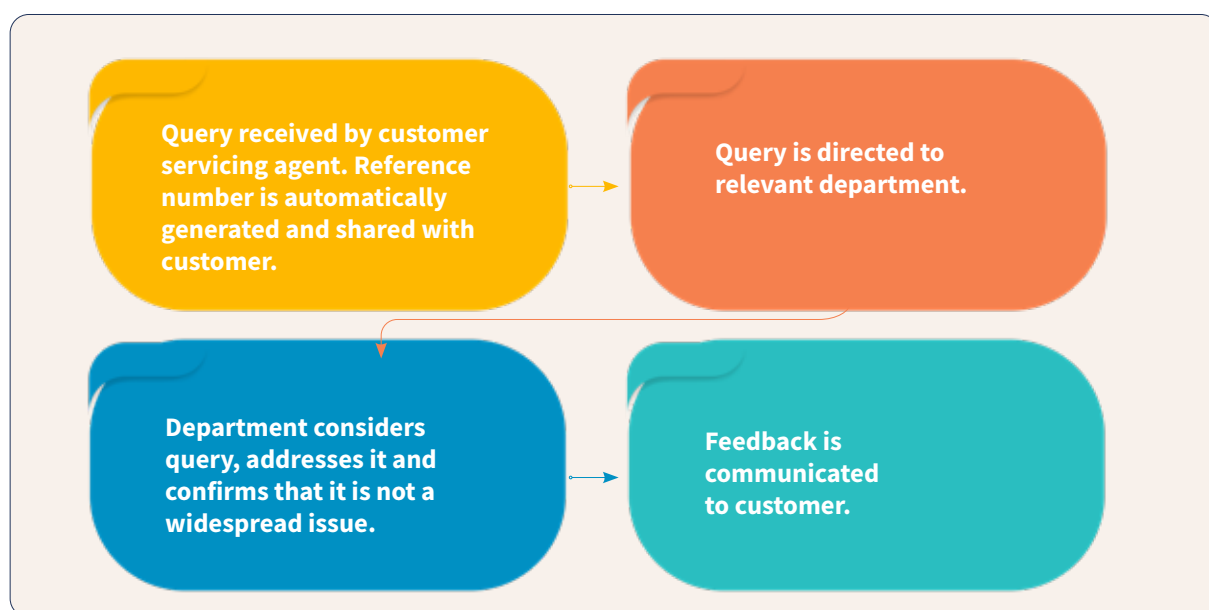 Query received by customer
servicing agent. Reference
number is automatically
generated and shared with
customer.
Query is directed to
relevant department.
Department considers
query, addresses it and
confirms that it is not a
widespread issue.
Feedback is
communicated
to customer.